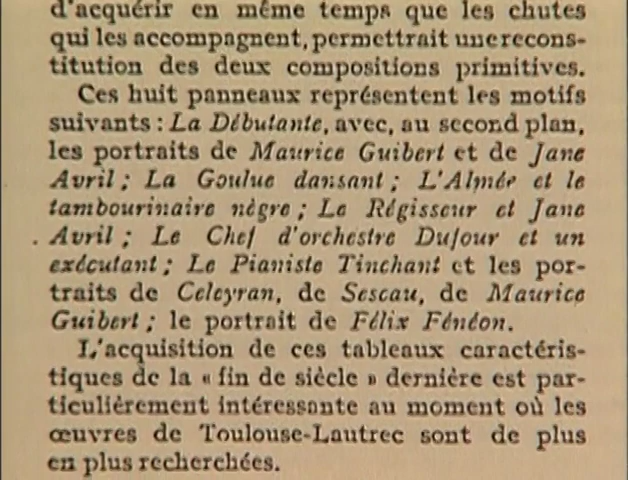 d'acquérir en même temps que les chutes
qui les accompagnent, permettrait une recons-
titution des deux compositions primitives.
Ces huit panneaux représentent les motifs
suivants : La Débutante, avec, au second plan,
les portraits de Maurice Guibert et de Jane
Avril ; La Goulue dansant ; L'Almée et le
tambourinaire nègre ; Le Régisseur et Jane
Avril ; Le Chef d'orchestre Dufour et un
exécutant ; Le Pianiste Tinchant et les por-
traits de Celeyran, de Sescau, de Maurice
Guibert ; le portrait de Félix Fénéon.
L'acquisition de ces tableaux caractéris-
tiques de la « fin de siècle » dernière est par-
ticulièrement intéressante au moment où les
œuvres de Toulouse-Lautrec sont de plus
en plus recherchées.